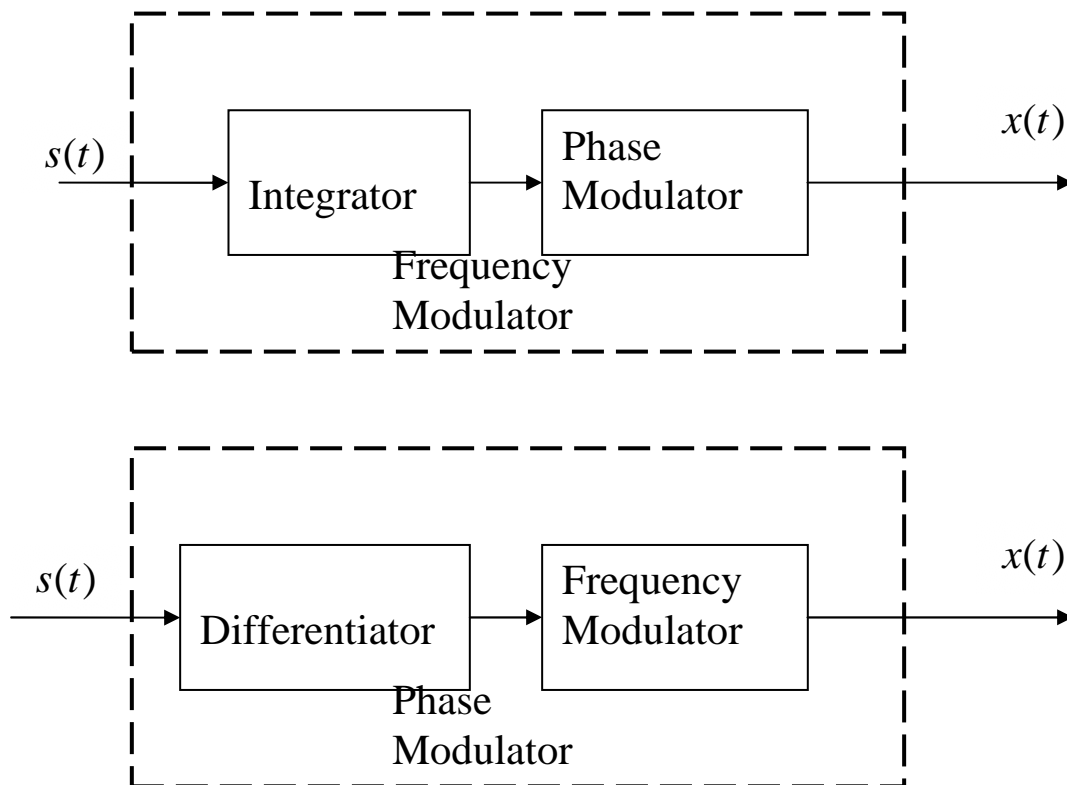 s(t)
Integrator
Phase
Modulator
x(t)
Frequency
Modulator
s(t)
Differentiator
Frequency
Modulator
x(t)
Phase
Modulator